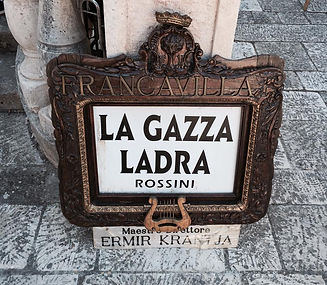 FRANCAVILLA
LA GAZZA
LADRA
ROSSINI
Maestro Direttore
ERMIR KRANTJA